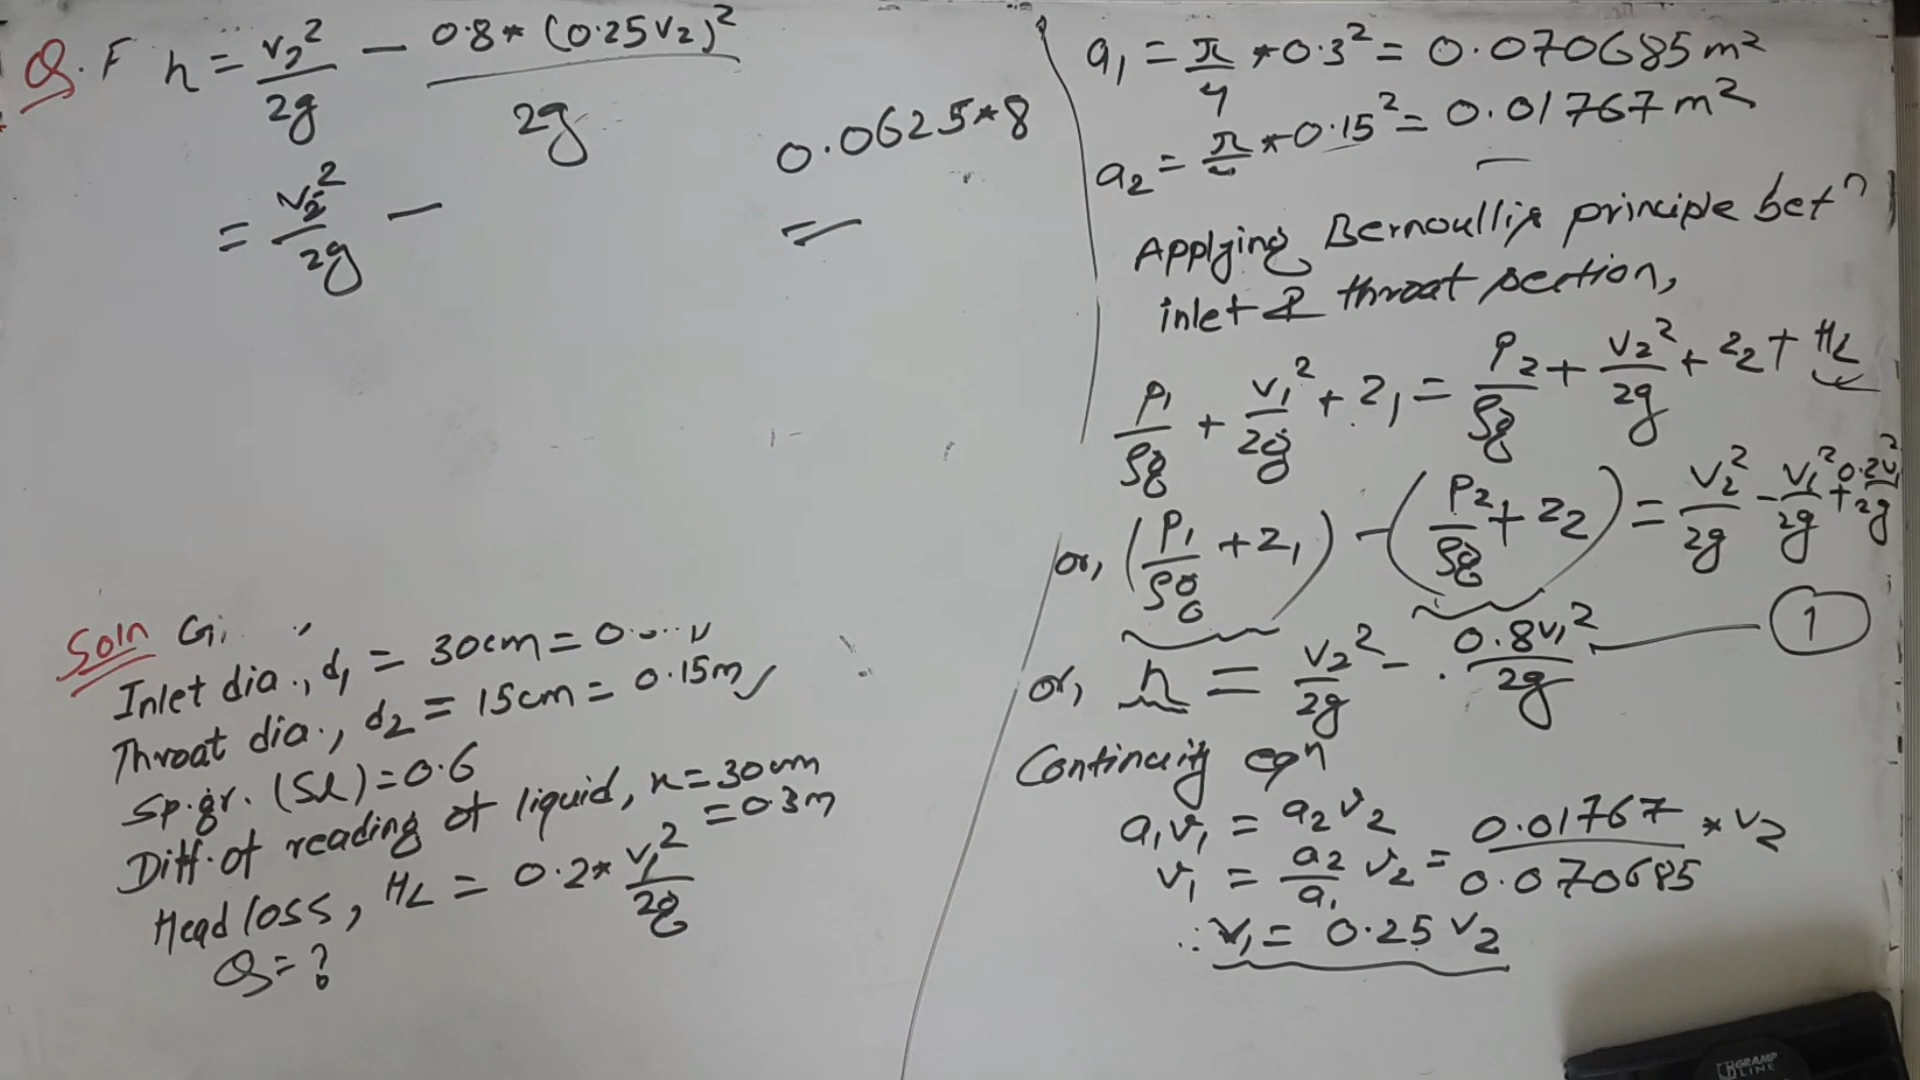 Q. F h = v₂²/2g − 0.8*(0.25v₂)²/2g
= v₂²/2g −
0.0625*8
=
Soln Gi
Inlet dia., d₁ = 30cm = 0.
Throat dia., d₂ = 15cm = 0.15m
Sp.gr. (Sl) = 0.6
Diff. of reading of liquid, x = 30cm
= 0.3m
Head loss, HL = 0.2* v₁²/2g
Q = ?
a₁ = π/4 * 0.3² = 0.070685 m²
a₂ = π/ * 0.15² = 0.01767 m²
Applying Bernoullis principle betⁿ
inlet & throat section,
P₁/ρg + v₁²/2g + z₁ = P₂/ρg + v₂²/2g + z₂ + HL
or, (P₁/ρg + z₁) − (P₂/ρg + z₂) = v₂²/2g − v₁²/2g + 0.2v₁²/2g
or, h = v₂²/2g − 0.8v₁²/2g — 1
Continuity eqⁿ
a₁v₁ = a₂v₂
v₁ = a₂/a₁ v₂ = 0.01767/0.070685 * v₂
∴ v₁ = 0.25 v₂
GRAMP
LINE